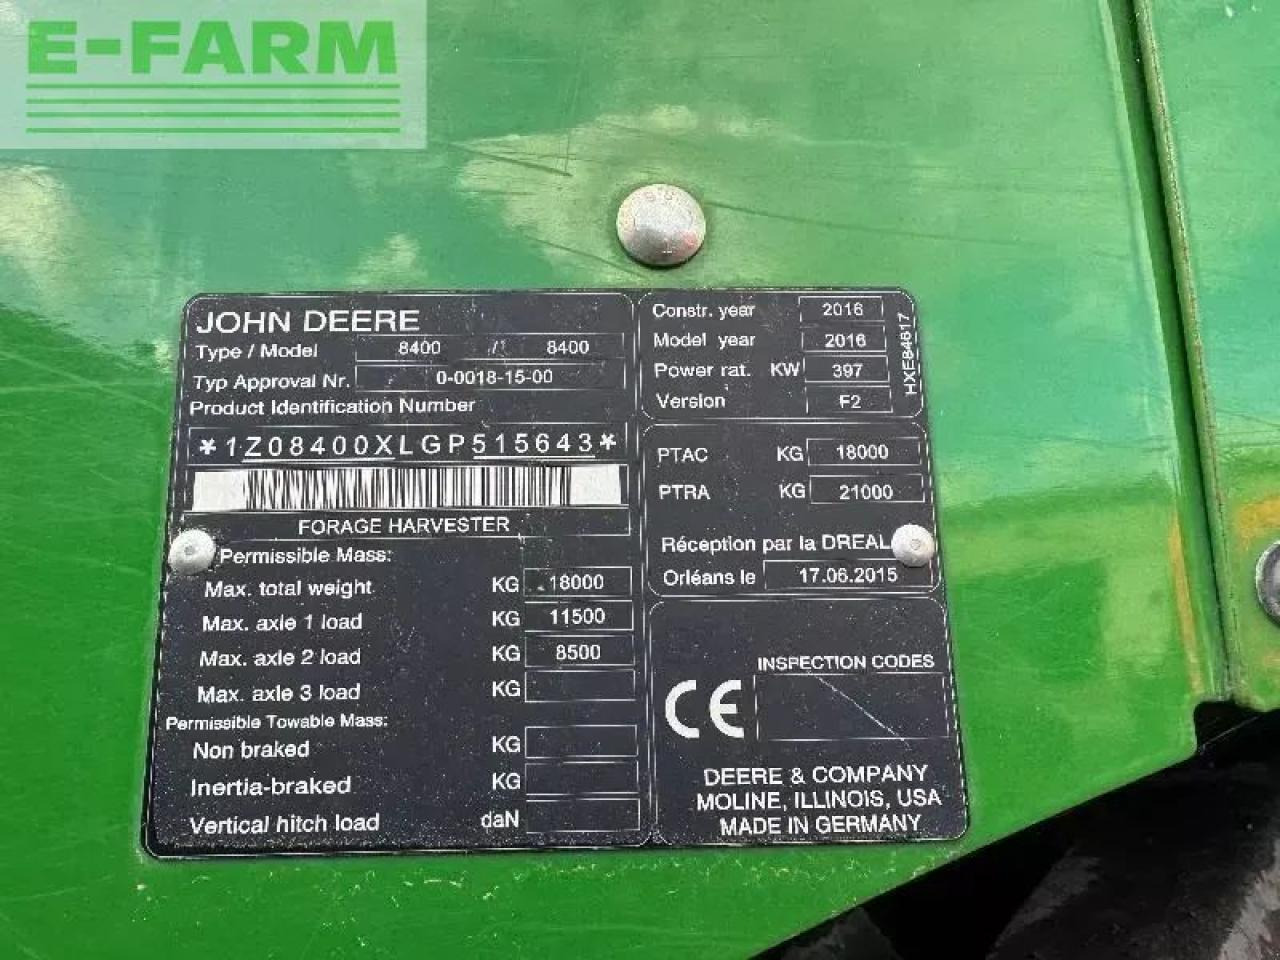 E-FARM
JOHN DEERE
Type / Model 8400 / 8400
Typ Approval Nr. 0-0018-15-00
Product Identification Number
*1Z08400XLGP515643*
FORAGE HARVESTER
Permissible Mass:
Max. total weight KG 18000
Max. axle 1 load KG 11500
Max. axle 2 load KG 8500
Max. axle 3 load KG
Permissible Towable Mass:
Non braked KG
Inertia-braked KG
Vertical hitch load daN
Constr. year 2016
Model year 2016
Power rat. KW 397
Version F2
HXE84617
PTAC KG 18000
PTRA KG 21000
Réception par la DREAL
Orléans le 17.06.2015
INSPECTION CODES
CE
DEERE & COMPANY
MOLINE, ILLINOIS, USA
MADE IN GERMANY